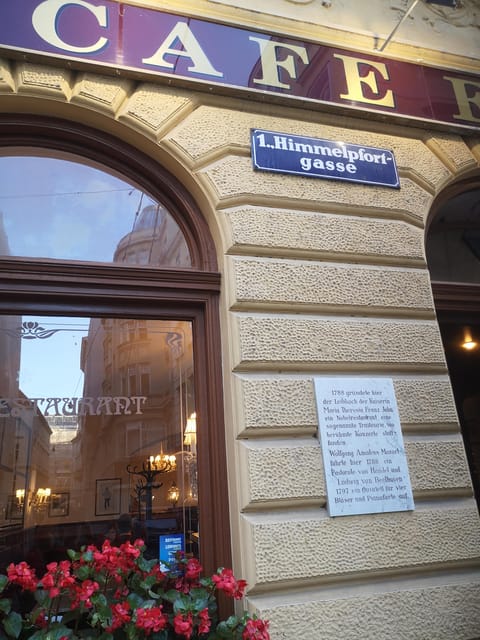 CAFE F
1., Himmelpfort-
gasse
ESTAURANT
1788 gründete hier
der Leibkoch der Kaiserin
Maria Theresia Franz Jahn
ein Nobelrestaurant eine
sogenannte Traiteurie, wo
berühmte Konzerte statt-
fanden.
Wolfgang Amadeus Mozart
führte hier 1788 ein
Pastorale von Händel und
Ludwig van Beethoven
1797 ein Quintett für vier
Bläser und Pianoforte auf.